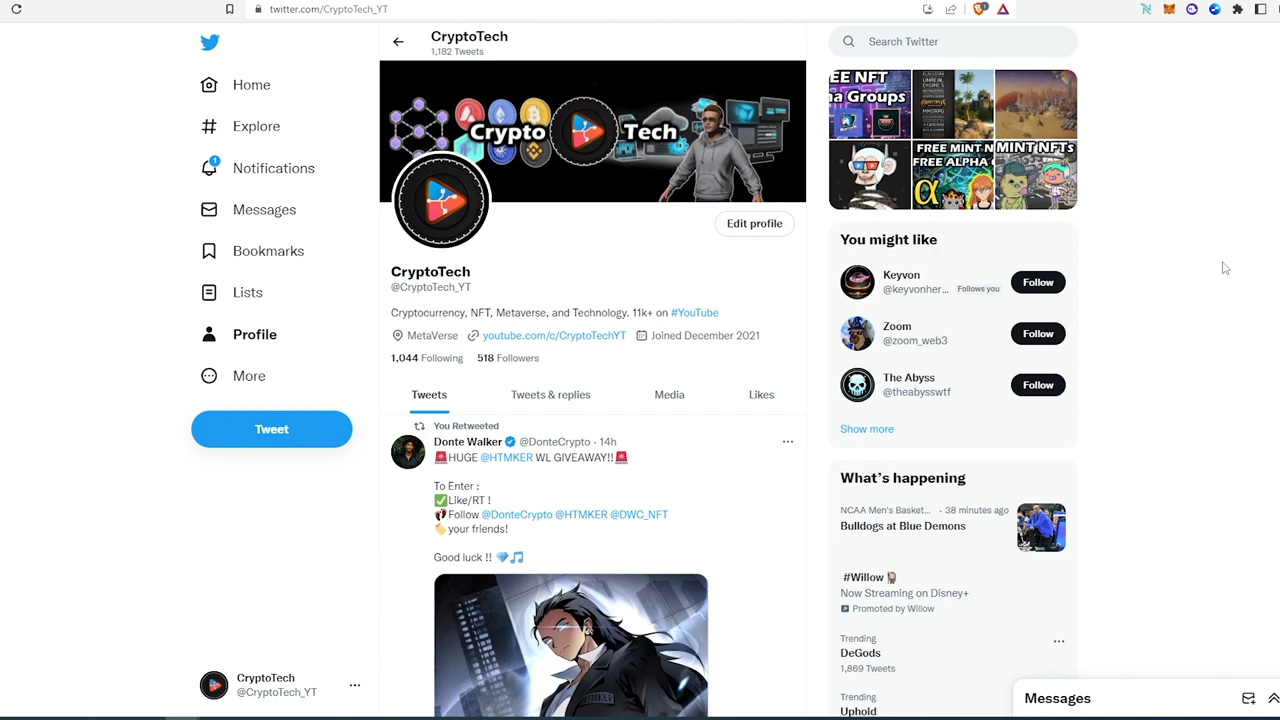 twitter.com/CryptoTech_YT
1
Home
Explore
1
Notifications
Messages
Bookmarks
Lists
Profile
More
Tweet
CryptoTech
@CryptoTech_YT
CryptoTech
1,182 Tweets
Crypto Tech
Edit profile
CryptoTech
@CryptoTech_YT
Cryptocurrency, NFT, Metaverse, and Technology. 11k+ on #YouTube
MetaVerse youtube.com/c/CryptoTechYT Joined December 2021
1,044 Following 518 Followers
Tweets Tweets & replies Media Likes
You Retweeted
Donte Walker @DonteCrypto · 14h
🚨HUGE @HTMKER WL GIVEAWAY!!🚨
To Enter :
✅Like/RT !
👣Follow @DonteCrypto @HTMKER @DWC_NFT
🏷️your friends!
Good luck !! 💎🎵
HTMKER
Search Twitter
EE NFT
ha Groups
FREE MINT N
FREE ALPHA
MINT NFTs
You might like
Keyvon
@keyvonher... Follows you
Follow
Zoom
@zoom_web3
Follow
The Abyss
@theabysswtf
Follow
Show more
What's happening
NCAA Men's Basket... · 38 minutes ago
Bulldogs at Blue Demons
#Willow
Now Streaming on Disney+
Promoted by Willow
Trending
DeGods
1,869 Tweets
Trending
Uphold
Messages